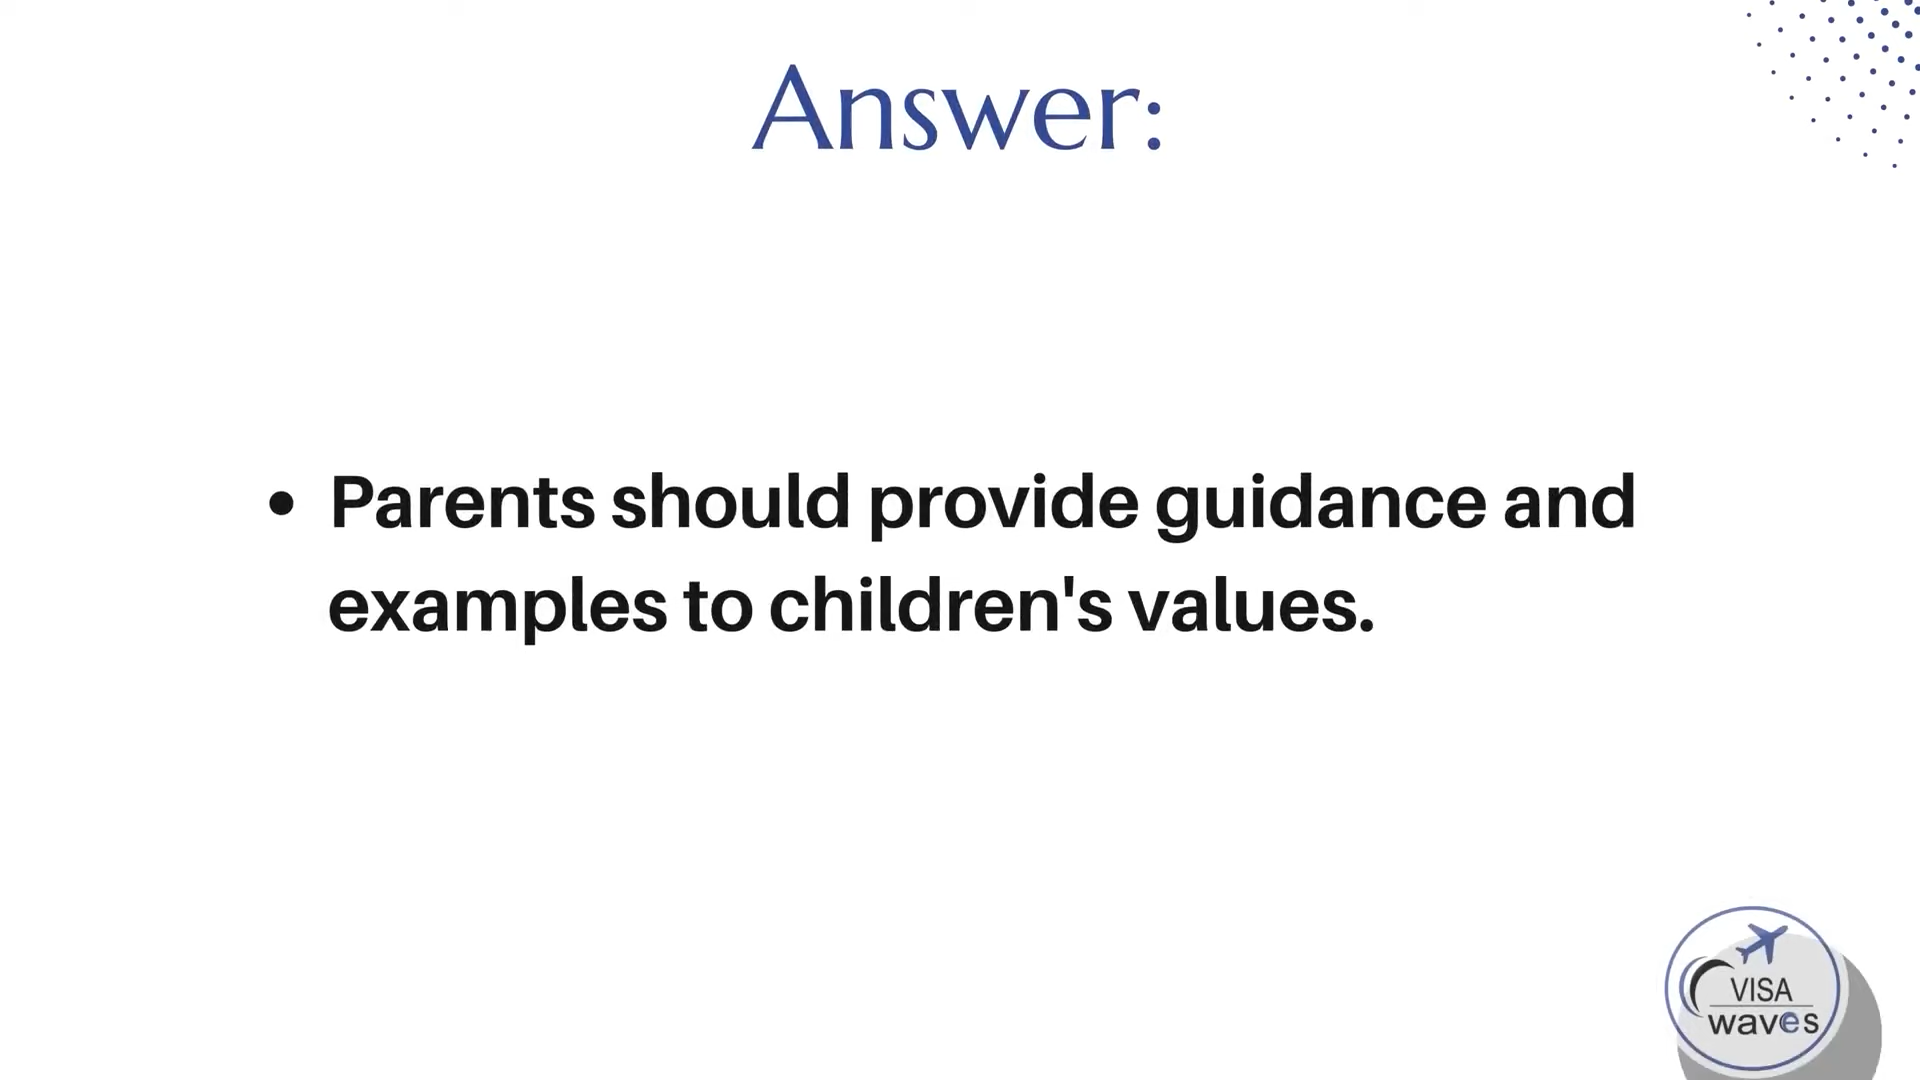 Answer:
• Parents should provide guidance and
examples to children's values.
VISA
waves